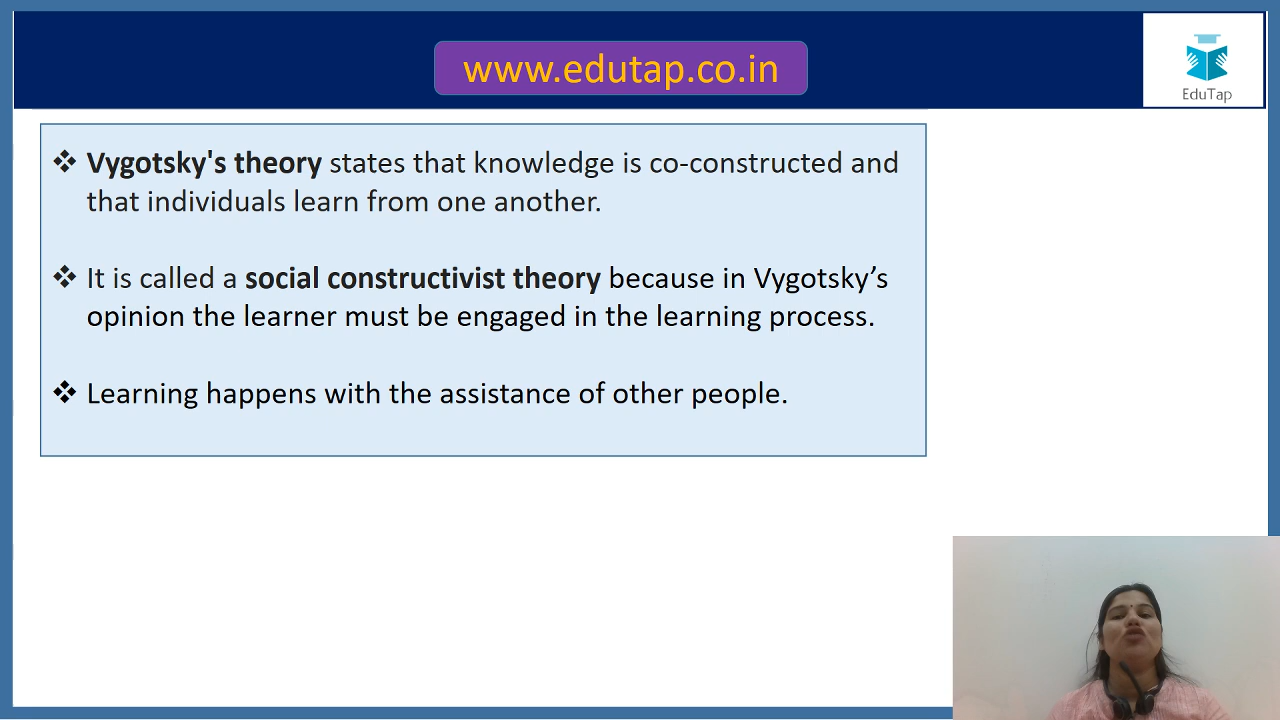 www.edutap.co.in
EduTap
❖ Vygotsky's theory states that knowledge is co-constructed and
that individuals learn from one another.
❖ It is called a social constructivist theory because in Vygotsky’s
opinion the learner must be engaged in the learning process.
❖ Learning happens with the assistance of other people.